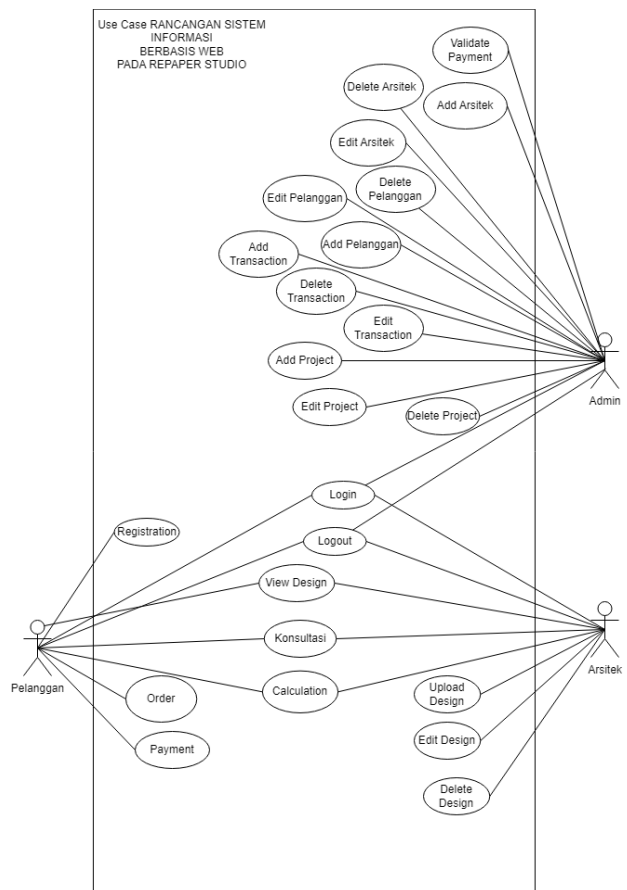 Use Case RANCANGAN SISTEM
INFORMASI
BERBASIS WEB
PADA REPAPER STUDIO
Validate
Payment
Delete Arsitek
Add Arsitek
Edit Arsitek
Delete
Pelanggan
Edit Pelanggan
Add Pelanggan
Add
Transaction
Delete
Transaction
Edit
Transaction
Add Project
Admin
Edit Project
Delete Project
Login
Registration
Logout
View Design
Konsultasi
Arsitek
Pelanggan
Order
Calculation
Upload
Design
Edit Design
Payment
Delete
Design